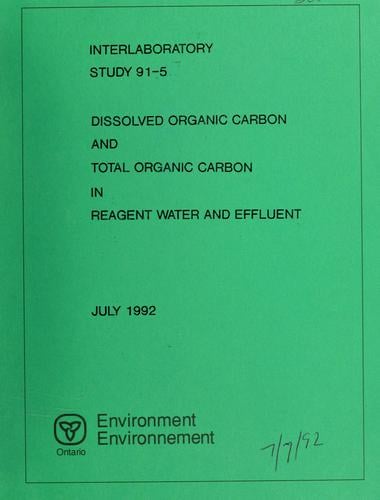 INTERLABORATORY
STUDY 91-5
DISSOLVED ORGANIC CARBON
AND
TOTAL ORGANIC CARBON
IN
REAGENT WATER AND EFFLUENT
JULY 1992
Environment
Environnement
Ontario
7/7/92